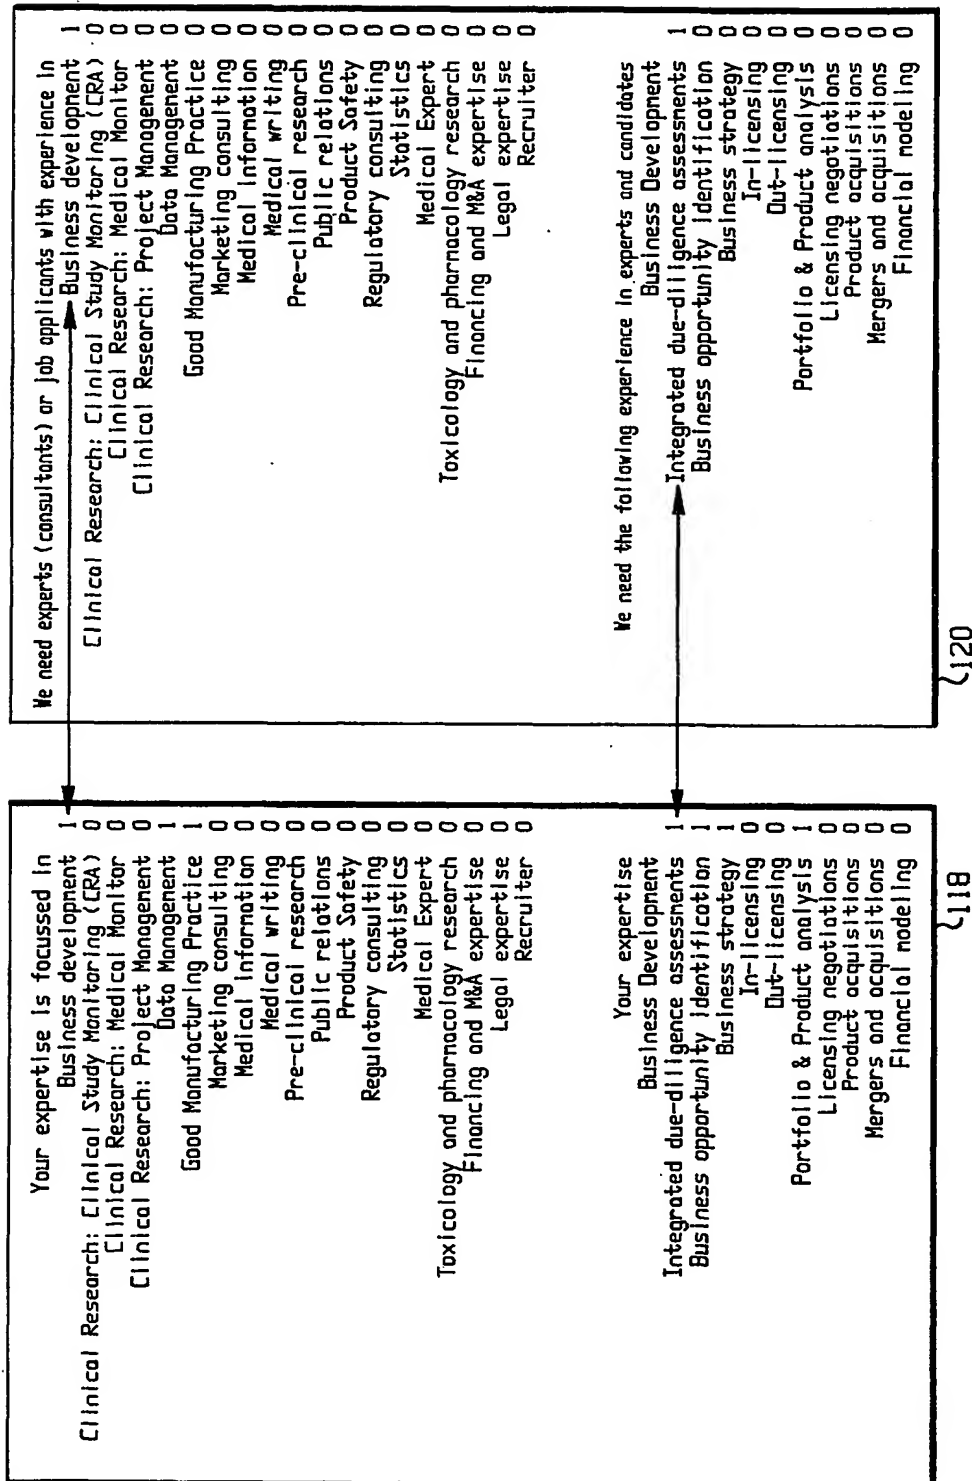 Your expertise is focussed in
Business development 1
Clinical Research: Clinical Study Monitoring (CRA) 0
Clinical Research: Medical Monitor 0
Clinical Research: Project Management 0
Data Management 1
Good Manufacturing Practice 1
Marketing consulting 0
Medical Information 0
Medical writing 0
Pre-clinical research 0
Public relations 0
Product Safety 0
Regulatory consulting 0
Statistics 0
Medical Expert 0
Toxicology and pharmacology research 0
Financing and M&A expertise 0
Legal expertise 0
Recruiter 0
Your expertise
Business Development
Integrated due-diligence assessments 1
Business opportunity identification 1
Business strategy 1
In-licensing 0
Out-licensing 0
Portfolio & Product analysis 1
Licensing negotiations 0
Product acquisitions 0
Mergers and acquisitions 0
Financial modeling 0
118
We need experts (consultants) or job applicants with experience in
Business development 1
Clinical Research: Clinical Study Monitoring (CRA) 0
Clinical Research: Medical Monitor 0
Clinical Research: Project Management 0
Data Management 0
Good Manufacturing Practice 0
Marketing consulting 0
Medical Information 0
Medical writing 0
Pre-clinical research 0
Public relations 0
Product Safety 0
Regulatory consulting 0
Statistics 0
Medical Expert 0
Toxicology and pharmacology research 0
Financing and M&A expertise 0
Legal expertise 0
Recruiter 0
We need the following experience in experts and candidates
Business Development
Integrated due-diligence assessments 1
Business opportunity identification 0
Business strategy 0
In-licensing 0
Out-licensing 0
Portfolio & Product analysis 0
Licensing negotiations 0
Product acquisitions 0
Mergers and acquisitions 0
Financial modeling 0
120